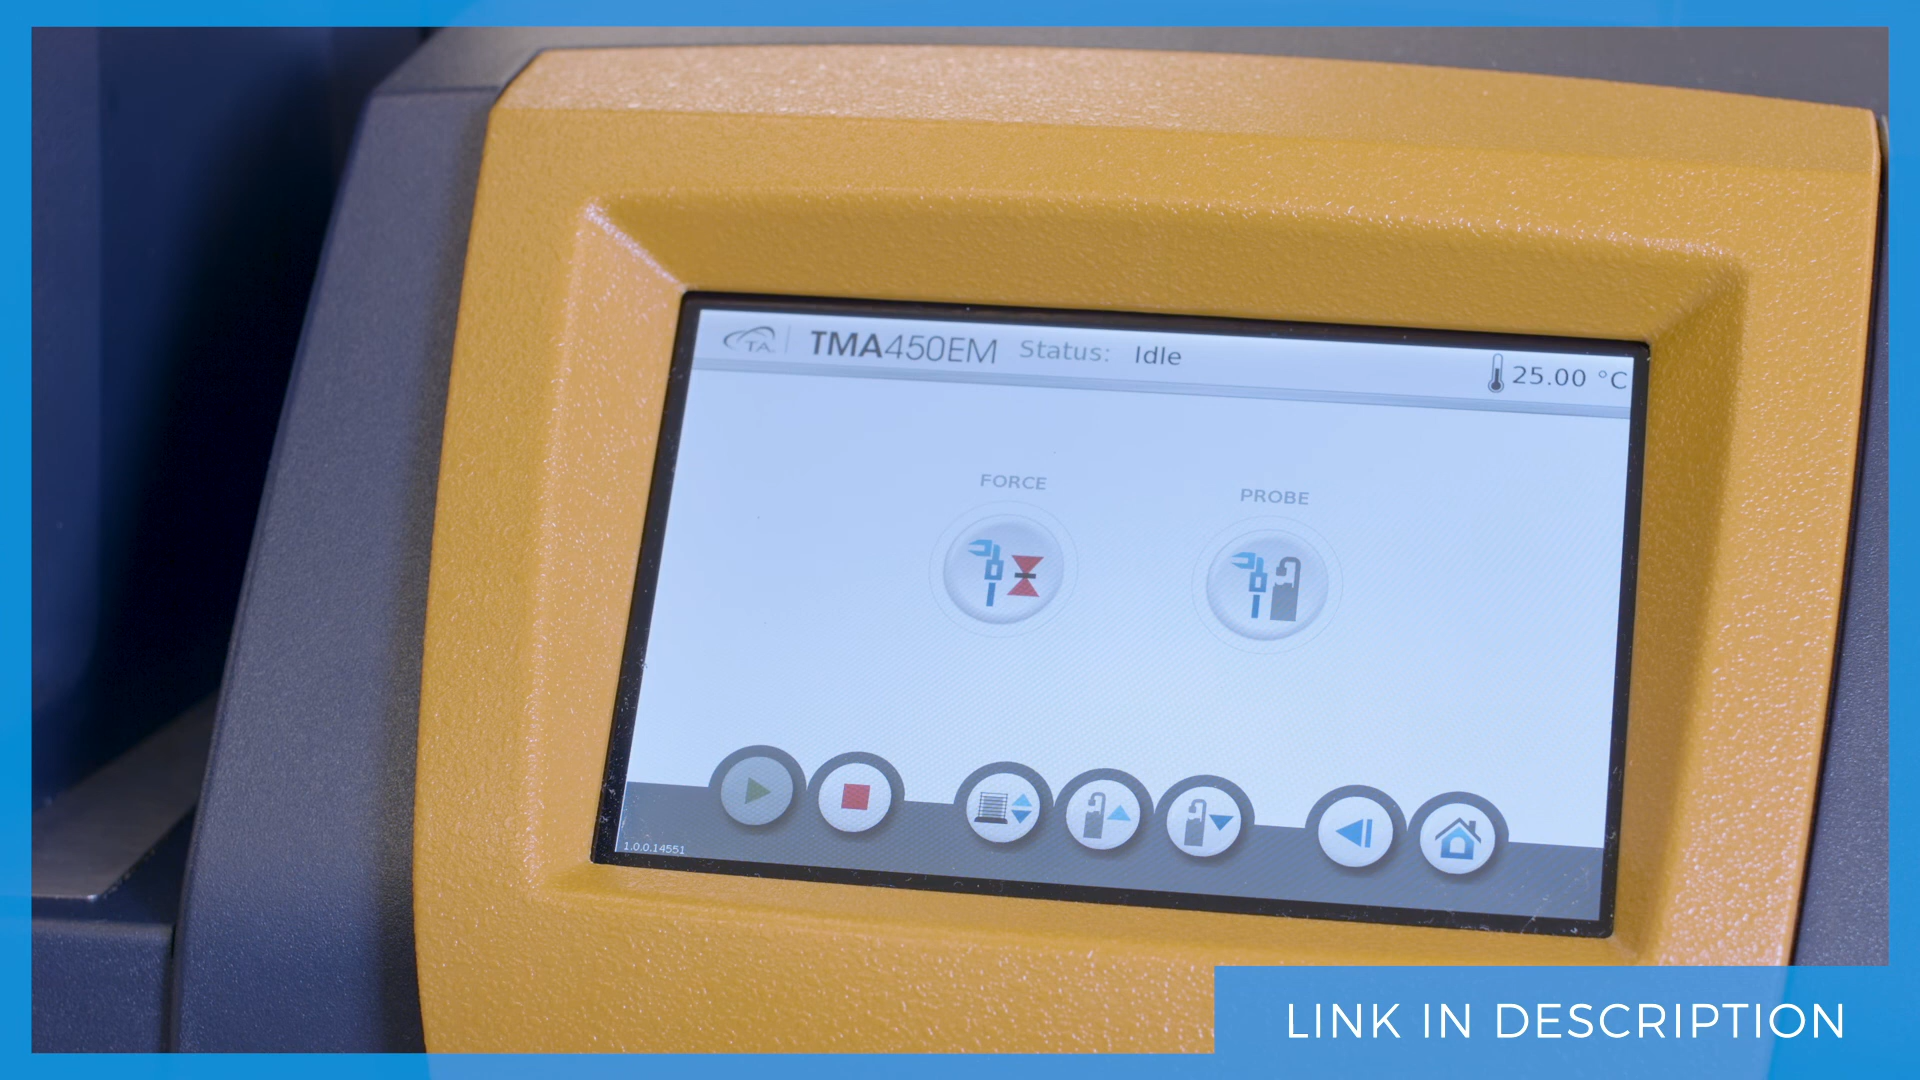 TA
TMA450EM Status: Idle
25.00 °C
FORCE
PROBE
1.0.0.14551
LINK IN DESCRIPTION